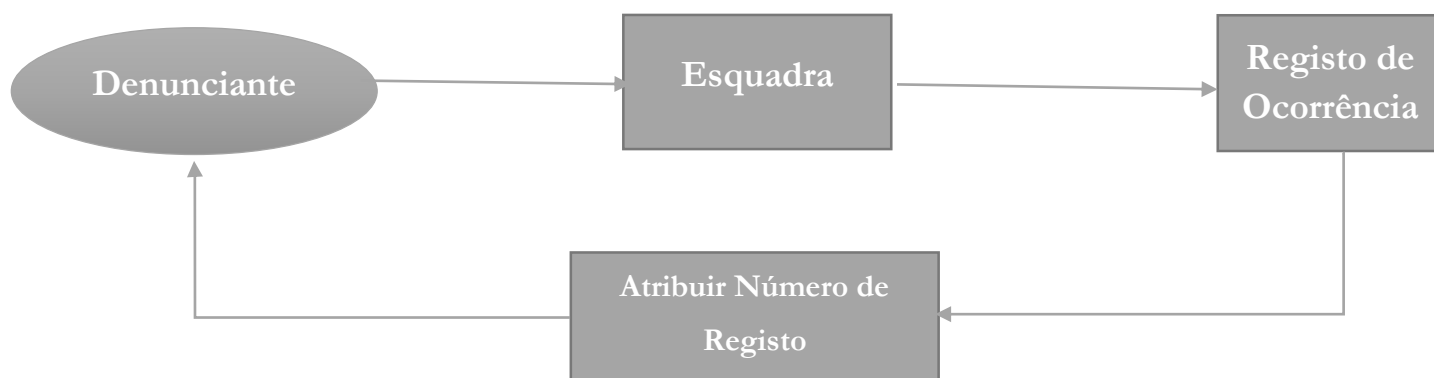 Denunciante
Esquadra
Registo de
Ocorrência
Atribuir Número de
Registo